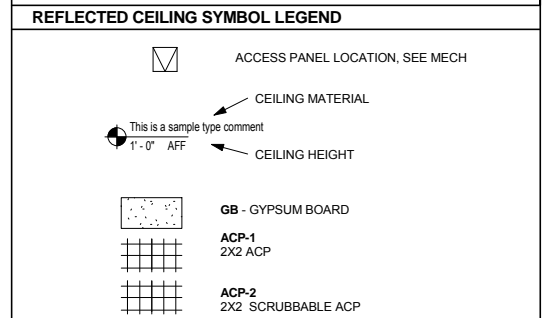 REFLECTED CEILING SYMBOL LEGEND
ACCESS PANEL LOCATION, SEE MECH
CEILING MATERIAL
This is a sample type comment
1' - 0" AFF
CEILING HEIGHT
GB - GYPSUM BOARD
ACP-1
2X2 ACP
ACP-2
2X2 SCRUBBABLE ACP